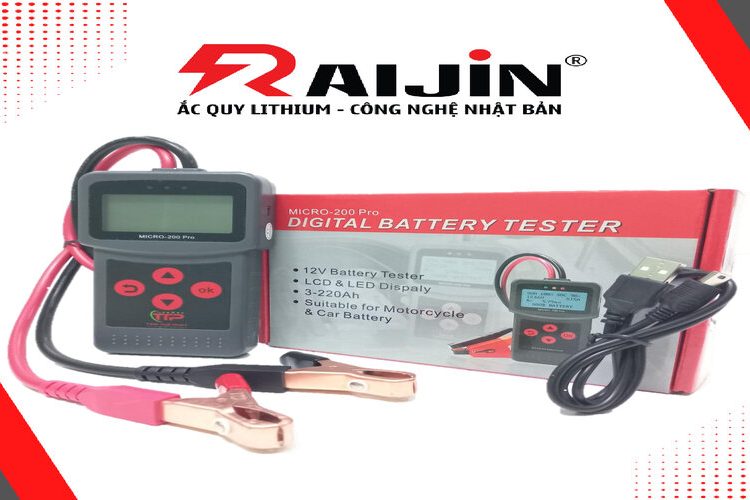 RAIJIN®
ẮC QUY LITHIUM - CÔNG NGHỆ NHẬT BẢN
MICRO-200 Pro
DIGITAL BATTERY TESTER
• 12V Battery Tester
• LCD & LED Dispaly
• 3-220Ah
• Suitable for Motorcycle
& Car Battery
MICRO-200 Pro
ok
TTP